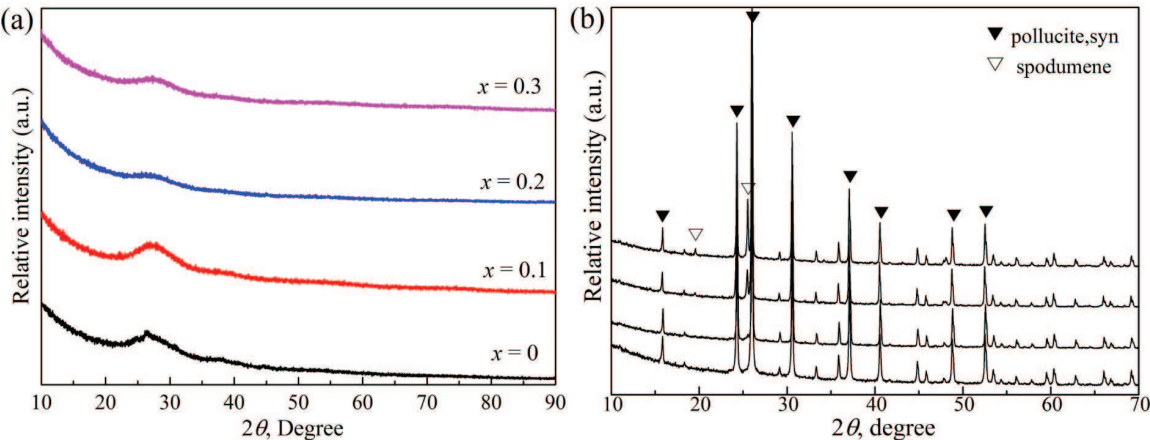 (a)
Relative intensity (a.u.)
x = 0.3
x = 0.2
x = 0.1
x = 0
10 20 30 40 50 60 70 80 90
2θ, Degree
(b)
Relative intensity (a.u.)
▼ pollucite,syn
▽ spodumene
10 20 30 40 50 60 70
2θ, degree